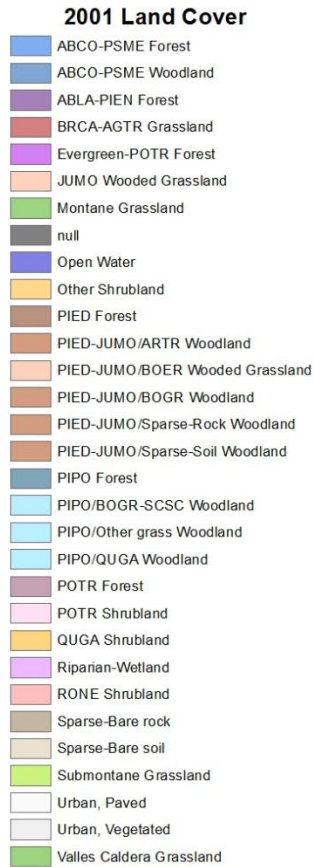 2001 Land Cover
ABCO-PSME Forest
ABCO-PSME Woodland
ABLA-PIEN Forest
BRCA-AGTR Grassland
Evergreen-POTR Forest
JUMO Wooded Grassland
Montane Grassland
null
Open Water
Other Shrubland
PIED Forest
PIED-JUMO/ARTR Woodland
PIED-JUMO/BOER Wooded Grassland
PIED-JUMO/BOGR Woodland
PIED-JUMO/Sparse-Rock Woodland
PIED-JUMO/Sparse-Soil Woodland
PIPO Forest
PIPO/BOGR-SCSC Woodland
PIPO/Other grass Woodland
PIPO/QUGA Woodland
POTR Forest
POTR Shrubland
QUGA Shrubland
Riparian-Wetland
RONE Shrubland
Sparse-Bare rock
Sparse-Bare soil
Submontane Grassland
Urban, Paved
Urban, Vegetated
Valles Caldera Grassland